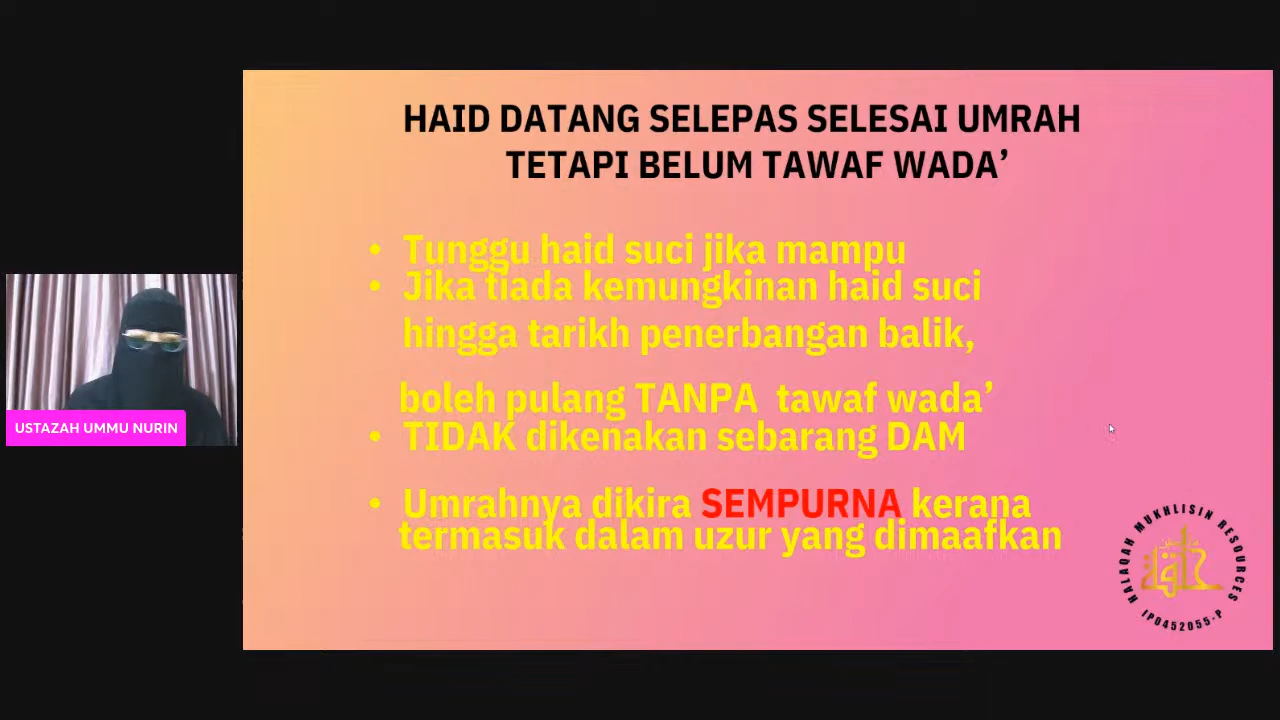 HAID DATANG SELEPAS SELESAI UMRAH
TETAPI BELUM TAWAF WADA’
• Tunggu haid suci jika mampu
• Jika tiada kemungkinan haid suci
hingga tarikh penerbangan balik,
boleh pulang TANPA tawaf wada’
• TIDAK dikenakan sebarang DAM
• Umrahnya dikira SEMPURNA kerana
termasuk dalam uzur yang dimaafkan
USTAZAH UMMU NURIN
HALAQAH MUKHLISIN RESOURCES
IP0452055-P